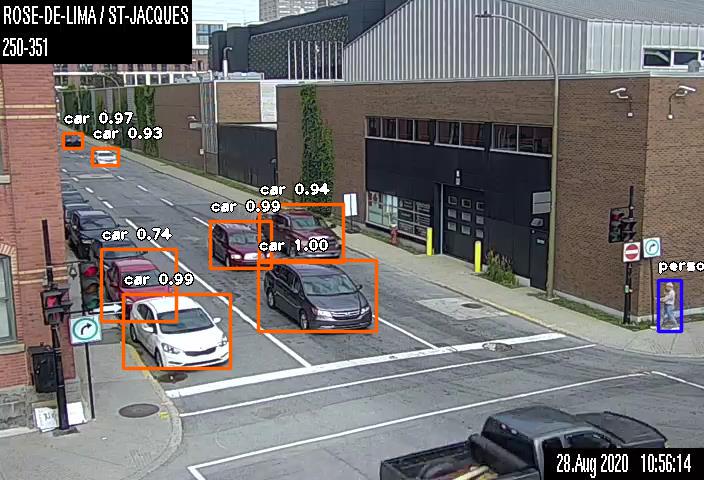 ROSE-DE-LIMA / ST-JACQUES
250-351
car 0.97
car 0.93
car 0.94
car 0.99
car 0.74
car 1.00
car 0.99
perso
28.Aug 2020 10:56:14